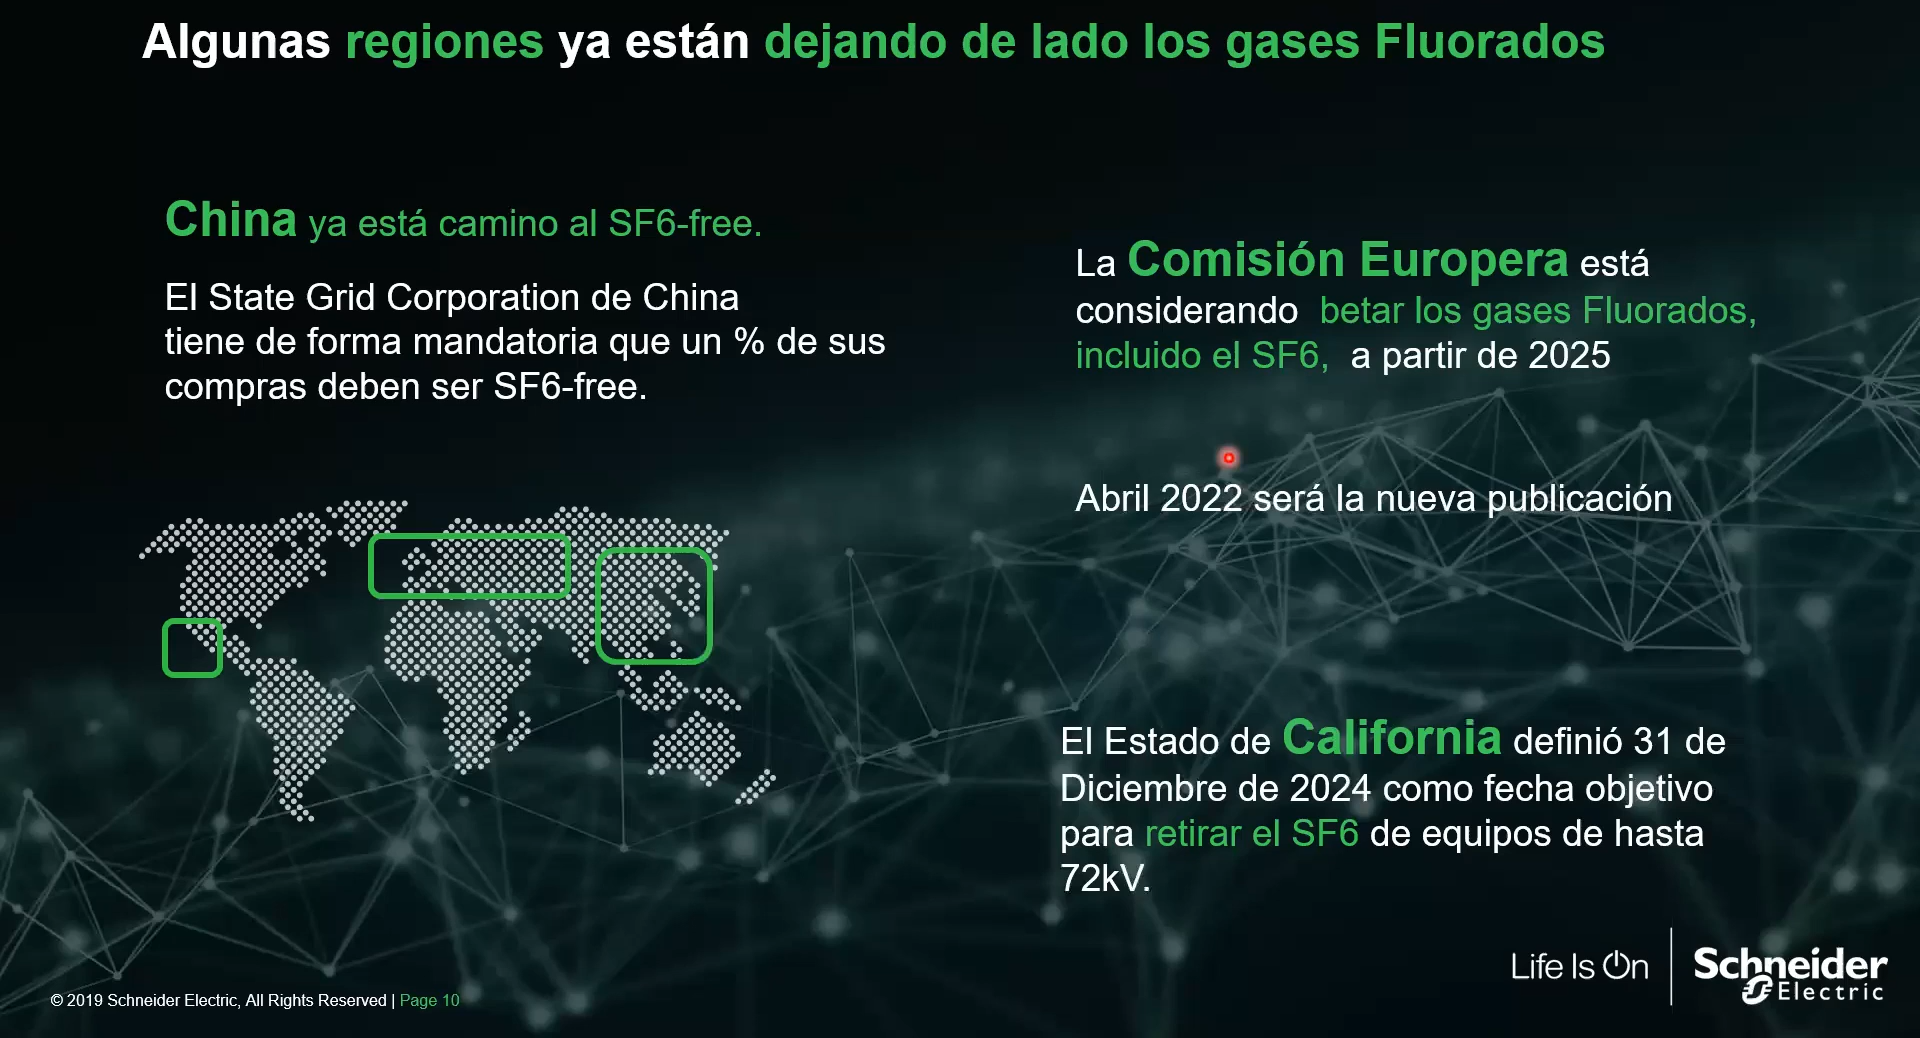 Algunas regiones ya están dejando de lado los gases Fluorados
China ya está camino al SF6-free.
El State Grid Corporation de China
tiene de forma mandatoria que un % de sus
compras deben ser SF6-free.
La Comisión Europera está
considerando betar los gases Fluorados,
incluido el SF6, a partir de 2025
Abril 2022 será la nueva publicación
El Estado de California definió 31 de
Diciembre de 2024 como fecha objetivo
para retirar el SF6 de equipos de hasta
72kV.
Life Is On
Schneider
Electric
© 2019 Schneider Electric, All Rights Reserved | Page 10